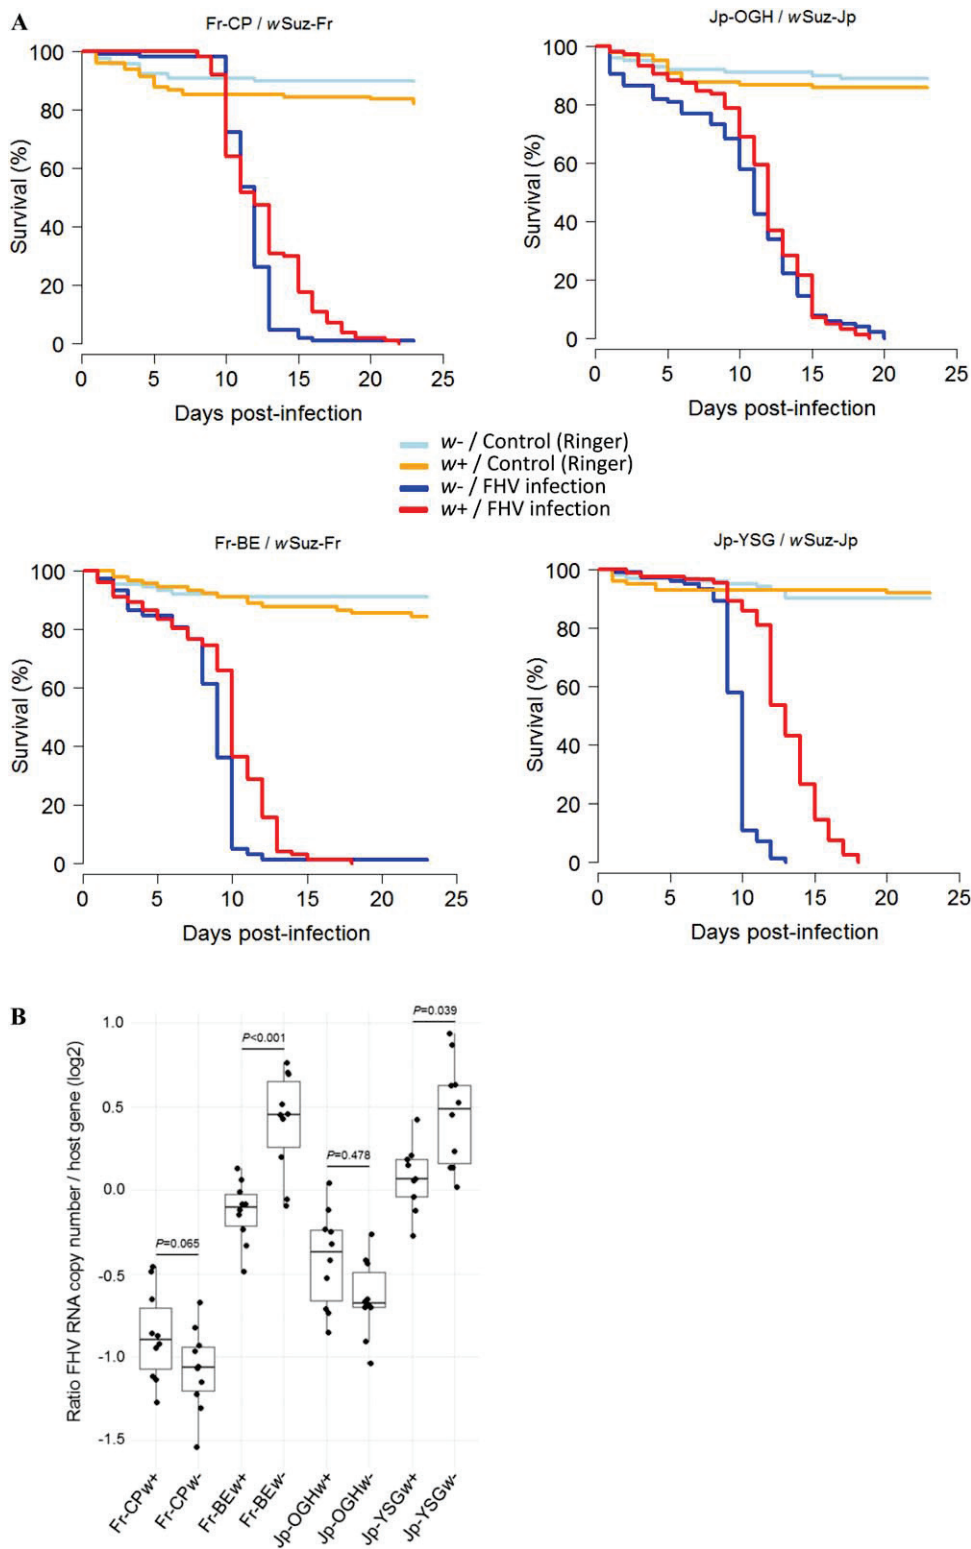 A
Fr-CP / wSuz-Fr
Jp-OGH / wSuz-Jp
Survival (%)
100
80
60
40
20
0
0 5 10 15 20 25
Days post-infection
Survival (%)
100
80
60
40
20
0
0 5 10 15 20 25
Days post-infection
w- / Control (Ringer)
w+ / Control (Ringer)
w- / FHV infection
w+ / FHV infection
Fr-BE / wSuz-Fr
Jp-YSG / wSuz-Jp
Survival (%)
100
80
60
40
20
0
0 5 10 15 20 25
Days post-infection
Survival (%)
100
80
60
40
20
0
0 5 10 15 20 25
Days post-infection
B
Ratio FHV RNA copy number / host gene (log2)
1.0
0.5
0.0
-0.5
-1.0
-1.5
P=0.065
P<0.001
P=0.478
P=0.039
Fr-CPw+
Fr-CPw-
Fr-BEw+
Fr-BEw-
Jp-OGHw+
Jp-OGHw-
Jp-YSGw+
Jp-YSGw-